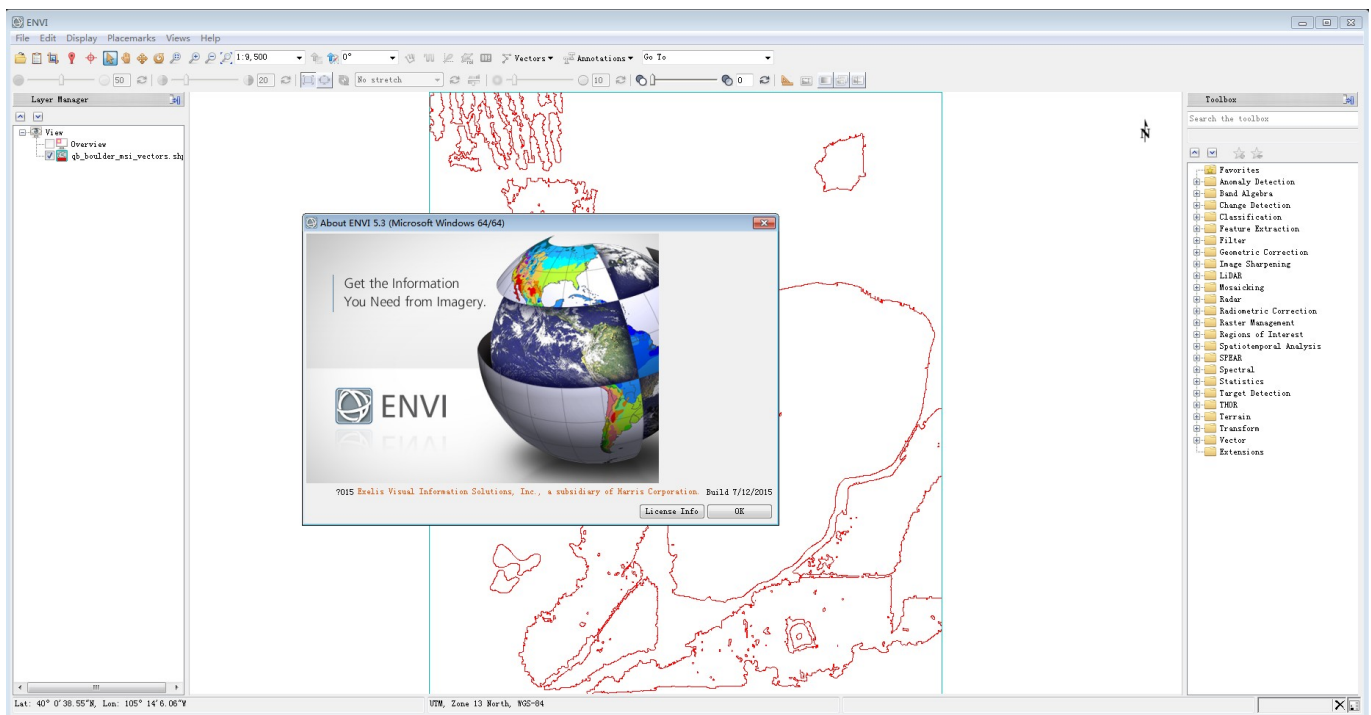 ENVI
File Edit Display Placemarks Views Help
1:9,500 0° Vectors Annotations Go To
50 20 No stretch 10 0
Layer Manager
View
Overview
qb_boulder_msi_vectors.shp
N
About ENVI 5.3 (Microsoft Windows 64/64)
Get the Information
You Need from Imagery.
ENVI
?015 Exelis Visual Information Solutions, Inc., a subsidiary of Harris Corporation. Build 7/12/2015
License Info OK
Toolbox
Search the toolbox
Favorites
Anomaly Detection
Band Algebra
Change Detection
Classification
Feature Extraction
Filter
Geometric Correction
Image Sharpening
LiDAR
Mosaicking
Radar
Radiometric Correction
Raster Management
Regions of Interest
Spatiotemporal Analysis
SPEAR
Spectral
Statistics
Target Detection
THOR
Terrain
Transform
Vector
Extensions
Lat: 40° 0'38.55"N, Lon: 105° 14'6.06"W
UTM, Zone 13 North, WGS-84